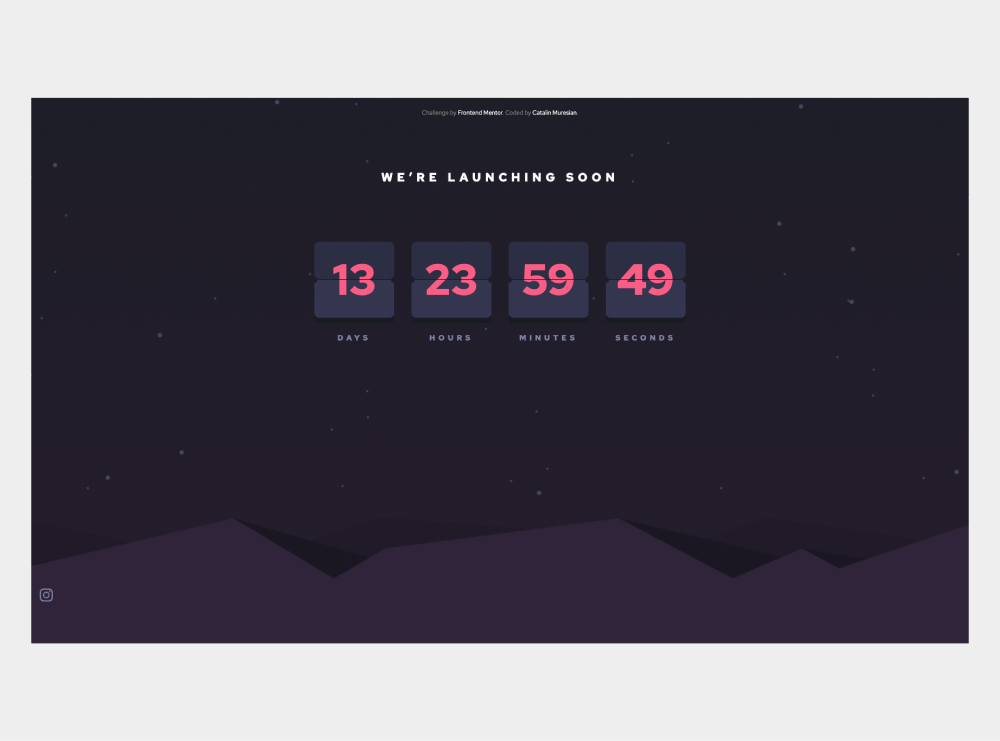 Challenge by Frontend Mentor. Coded by Catalin Muresian.
WE’RE LAUNCHING SOON
13 23 59 49
DAYS HOURS MINUTES SECONDS